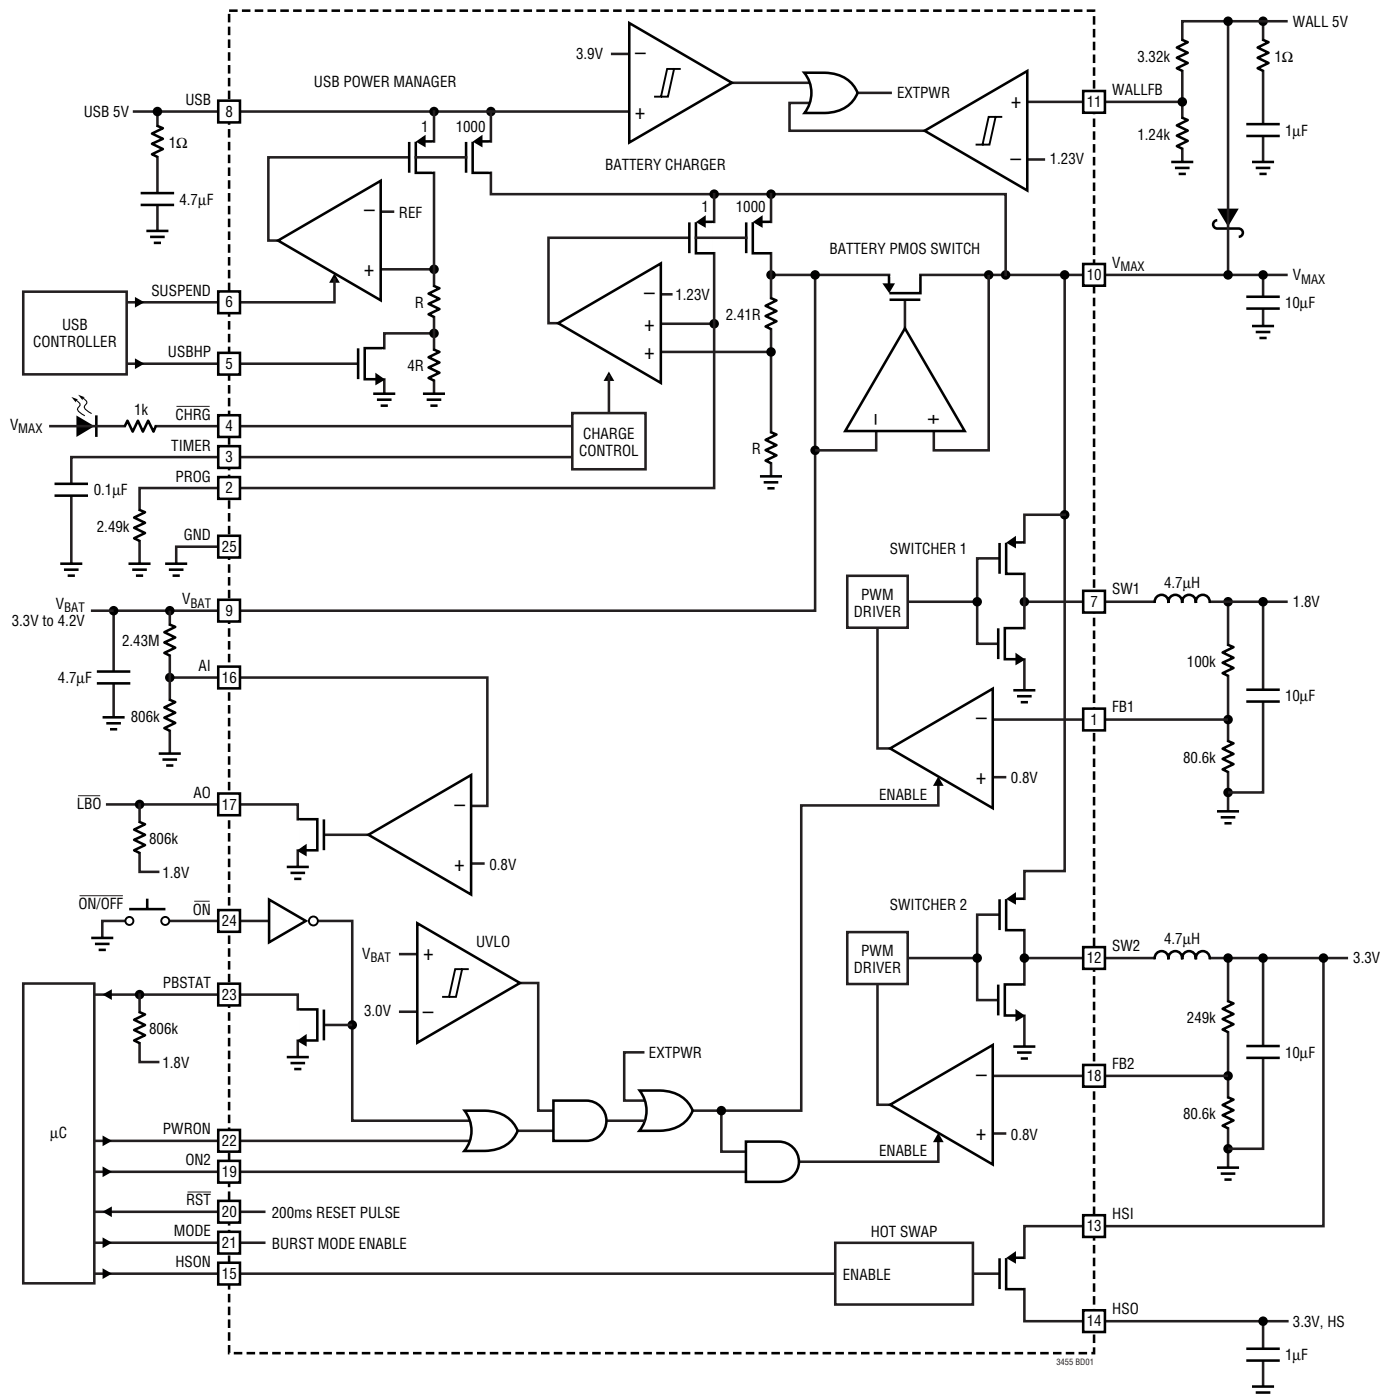 WALL 5V
3.9V
−
3.32k
1Ω
USB POWER MANAGER
EXTPWR
+
11
WALLFB
USB 5V
USB
8
+
1
1000
1.24k
1µF
1Ω
BATTERY CHARGER
−
1.23V
4.7µF
−
REF
1
1000
BATTERY PMOS SWITCH
+
10
VMAX
VMAX
SUSPEND
6
R
−
1.23V
2.41R
10µF
USB
CONTROLLER
+
USBHP
5
+
4R
VMAX
1k
CHRG
4
CHARGE
CONTROL
−
+
TIMER
3
R
0.1µF
PROG
2
2.49k
GND
25
SWITCHER 1
VBAT
3.3V to 4.2V
VBAT
9
PWM
DRIVER
7
SW1
4.7µH
1.8V
2.43M
4.7µF
AI
16
100k
10µF
806k
−
1
FB1
80.6k
+
0.8V
ENABLE
LBO
AO
17
−
806k
1.8V
+
0.8V
ON/OFF
ON
24
SWITCHER 2
UVLO
VBAT
+
PWM
DRIVER
12
SW2
4.7µH
3.3V
PBSTAT
23
3.0V
−
806k
1.8V
249k
10µF
EXTPWR
−
18
FB2
80.6k
µC
PWRON
22
+
0.8V
ENABLE
ON2
19
RST
20
200ms RESET PULSE
13
HSI
MODE
21
BURST MODE ENABLE
HOT SWAP
HSON
15
ENABLE
14
HSO
3.3V, HS
1µF
3455 BD01